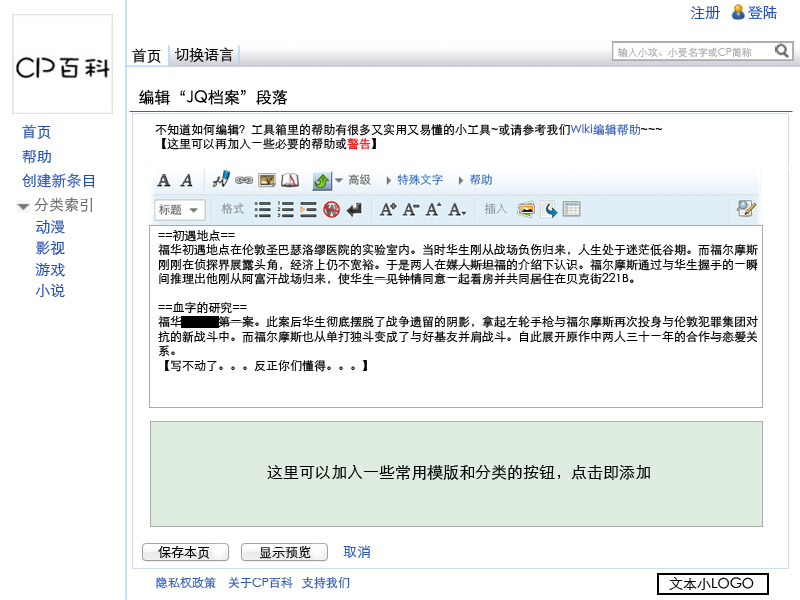 注册 登陆
CP百科
首页 切换语言
输入小攻、小受名字或CP简称
编辑“JQ档案”段落
首页
帮助
创建新条目
分类索引
动漫
影视
游戏
小说
不知道如何编辑？工具箱里的帮助有很多又实用又易懂的小工具~或请参考我们Wiki编辑帮助~~~
【这里可以再加入一些必要的帮助或警告】
A A 高级 特殊文字 帮助
标题 格式 A A A A 插入
==初遇地点==
福华初遇地点在伦敦圣巴瑟洛缪医院的实验室内。当时华生刚从战场负伤归来，人生处于迷茫低谷期。而福尔摩斯
刚刚在侦探界展露头角，经济上仍不宽裕。于是两人在媒人斯坦福的介绍下认识。福尔摩斯通过与华生握手的一瞬
间推理出他刚从阿富汗战场归来，使华生一见钟情同意一起看房并共同居住在贝克街221B。
==血字的研究==
福华第一案。此案后华生彻底摆脱了战争遗留的阴影，拿起左轮手枪与福尔摩斯再次投身与伦敦犯罪集团对
抗的新战斗中。而福尔摩斯也从单打独斗变成了与好基友并肩战斗。自此展开原作中两人三十一年的合作与恋爱关
系。
【写不动了。。。反正你们懂得。。。】
这里可以加入一些常用模版和分类的按钮，点击即添加
保存本页 显示预览 取消
隐私权政策 关于CP百科 支持我们
文本小LOGO